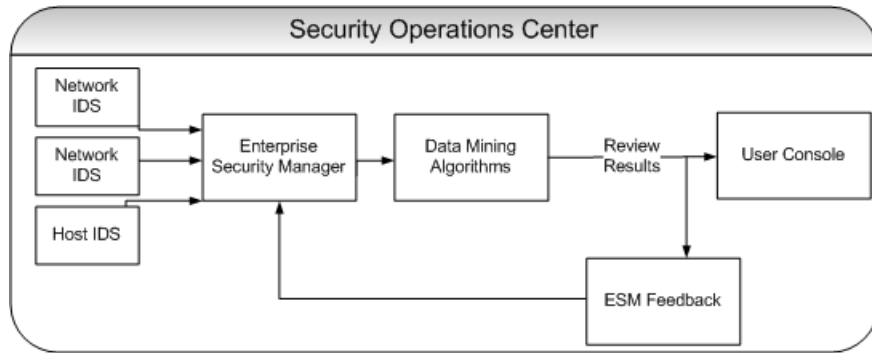 Security Operations Center
Network
IDS
Network
IDS
Host IDS
Enterprise
Security Manager
Data Mining
Algorithms
Review
Results
User Console
ESM Feedback